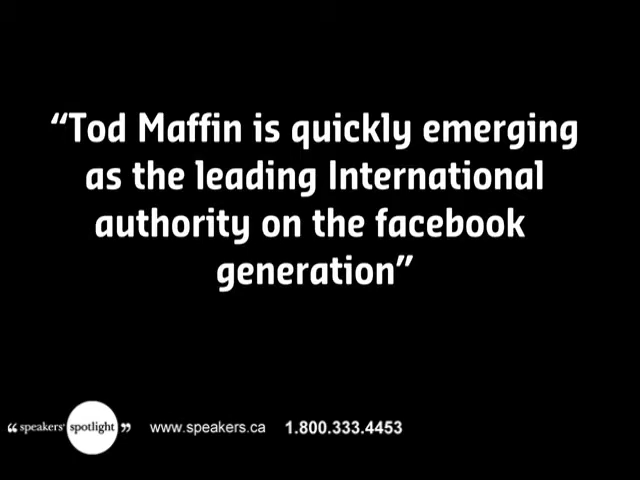 “Tod Maffin is quickly emerging
as the leading International
authority on the facebook
generation”
“speakers’ spotlight” www.speakers.ca 1.800.333.4453